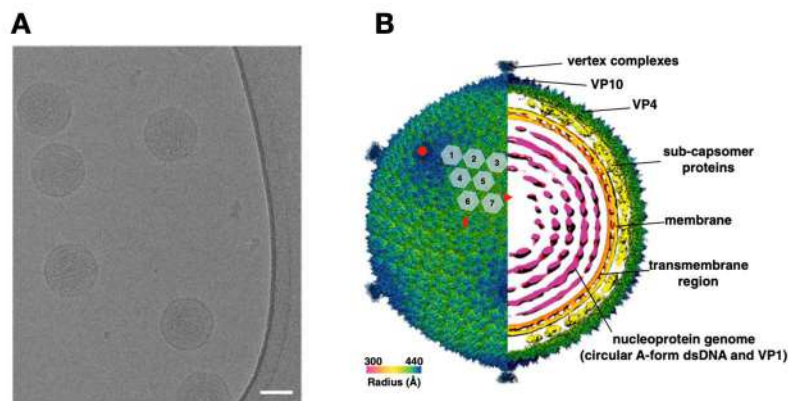 A
B
vertex complexes
VP10
VP4
sub-capsomer
proteins
membrane
transmembrane
region
nucleoprotein genome
(circular A-form dsDNA and VP1)
1 2 3
4 5
6 7
300 440
Radius (Å)